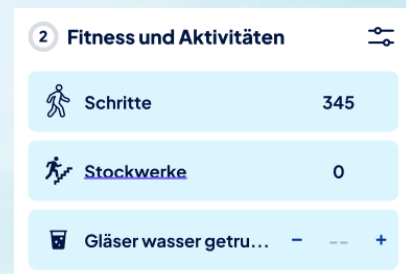 2 Fitness und Aktivitäten
Schritte 345
Stockwerke 0
Gläser wasser getru... − -- +